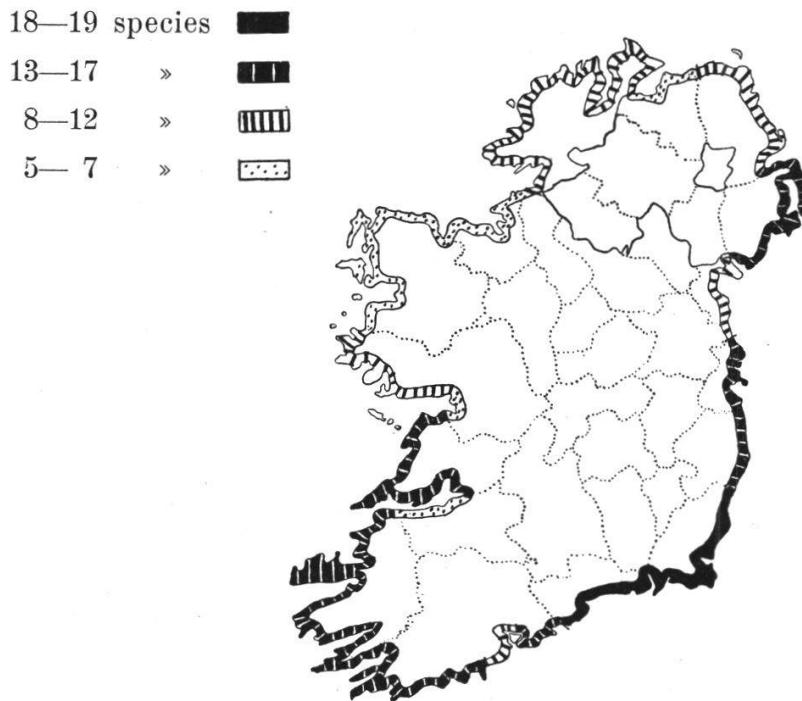 18—19 species
13—17 »
8—12 »
5— 7 »